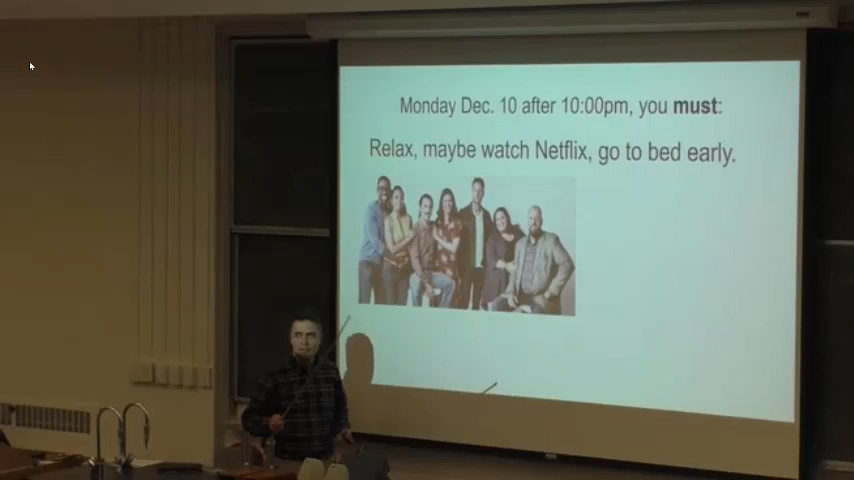 Monday Dec. 10 after 10:00pm, you must:
Relax, maybe watch Netflix, go to bed early.